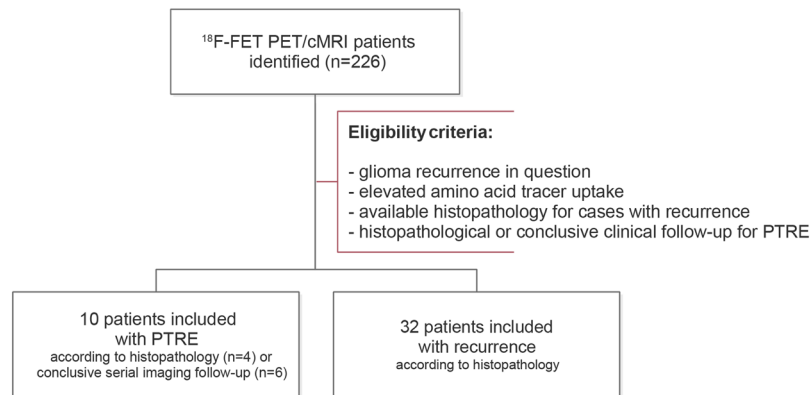 ¹⁸F-FET PET/cMRI patients
identified (n=226)
Eligibility criteria:
- glioma recurrence in question
- elevated amino acid tracer uptake
- available histopathology for cases with recurrence
- histopathological or conclusive clinical follow-up for PTRE
10 patients included
with PTRE
according to histopathology (n=4) or
conclusive serial imaging follow-up (n=6)
32 patients included
with recurrence
according to histopathology